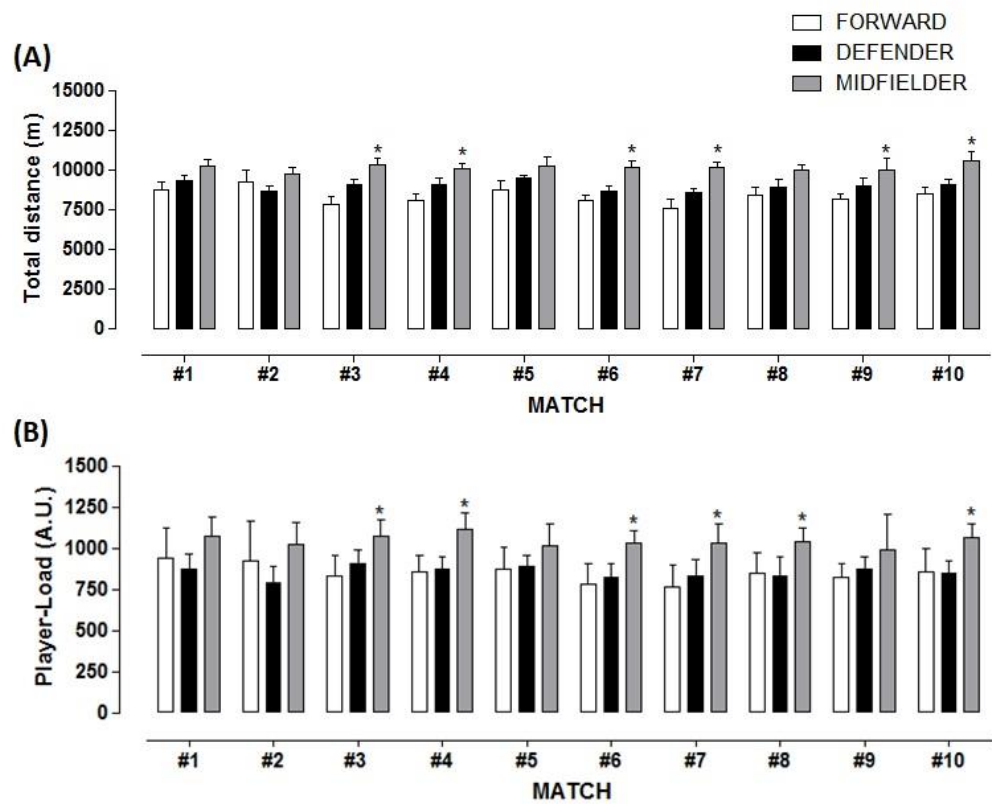 FORWARD
DEFENDER
MIDFIELDER
(A)
Total distance (m)
15000
12500
10000
7500
5000
2500
0
* * * * * *
#1 #2 #3 #4 #5 #6 #7 #8 #9 #10
MATCH
(B)
Player-Load (A.U.)
1500
1250
1000
750
500
250
0
* * * * * *
#1 #2 #3 #4 #5 #6 #7 #8 #9 #10
MATCH